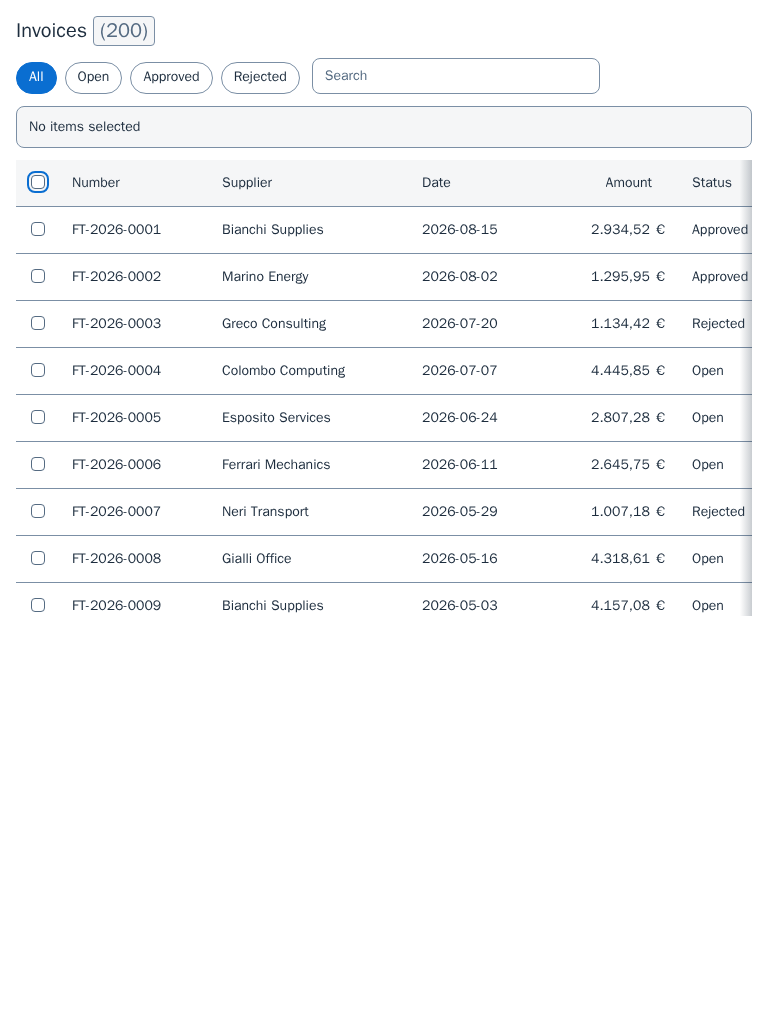 Invoices (200)
All Open Approved Rejected Search
No items selected
Number Supplier Date Amount Status
FT-2026-0001 Bianchi Supplies 2026-08-15 2.934,52 € Approved
FT-2026-0002 Marino Energy 2026-08-02 1.295,95 € Approved
FT-2026-0003 Greco Consulting 2026-07-20 1.134,42 € Rejected
FT-2026-0004 Colombo Computing 2026-07-07 4.445,85 € Open
FT-2026-0005 Esposito Services 2026-06-24 2.807,28 € Open
FT-2026-0006 Ferrari Mechanics 2026-06-11 2.645,75 € Open
FT-2026-0007 Neri Transport 2026-05-29 1.007,18 € Rejected
FT-2026-0008 Gialli Office 2026-05-16 4.318,61 € Open
FT-2026-0009 Bianchi Supplies 2026-05-03 4.157,08 € Open